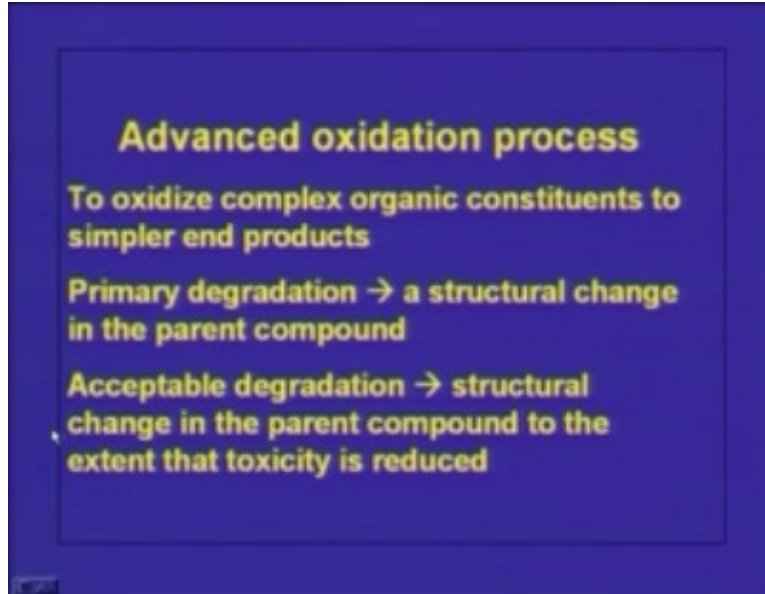 Advanced oxidation process
To oxidize complex organic constituents to
simpler end products
Primary degradation → a structural change
in the parent compound
Acceptable degradation → structural
change in the parent compound to the
extent that toxicity is reduced